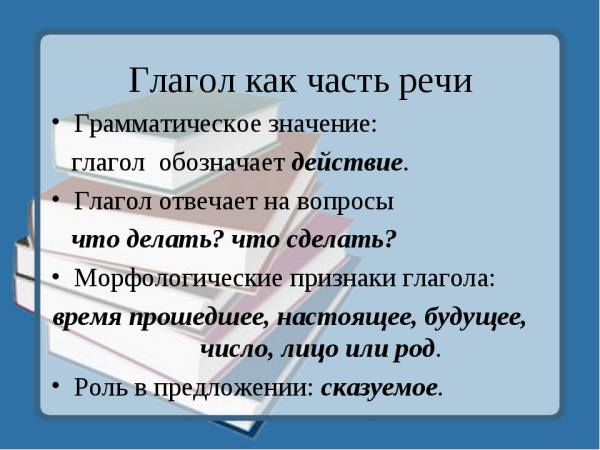 Глагол как часть речи
• Грамматическое значение:
глагол обозначает действие.
• Глагол отвечает на вопросы
что делать? что сделать?
• Морфологические признаки глагола:
время прошедшее, настоящее, будущее,
число, лицо или род.
• Роль в предложении: сказуемое.